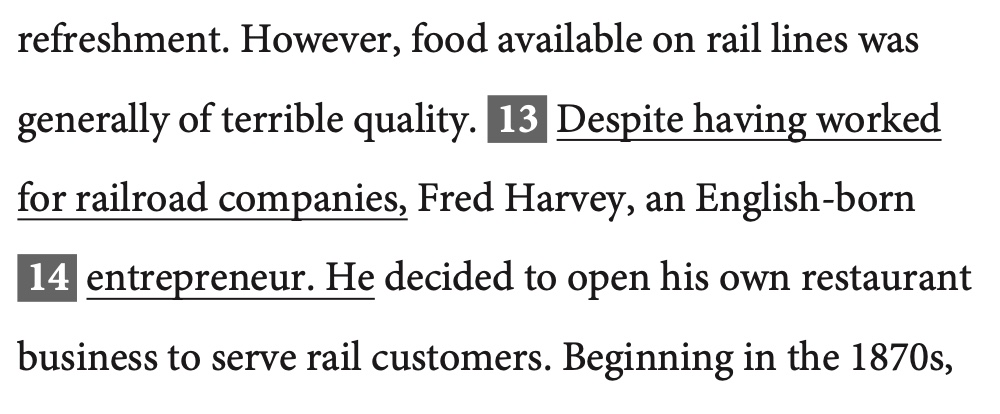 refreshment. However, food available on rail lines was
generally of terrible quality. 13 Despite having worked
for railroad companies, Fred Harvey, an English-born
14 entrepreneur. He decided to open his own restaurant
business to serve rail customers. Beginning in the 1870s,